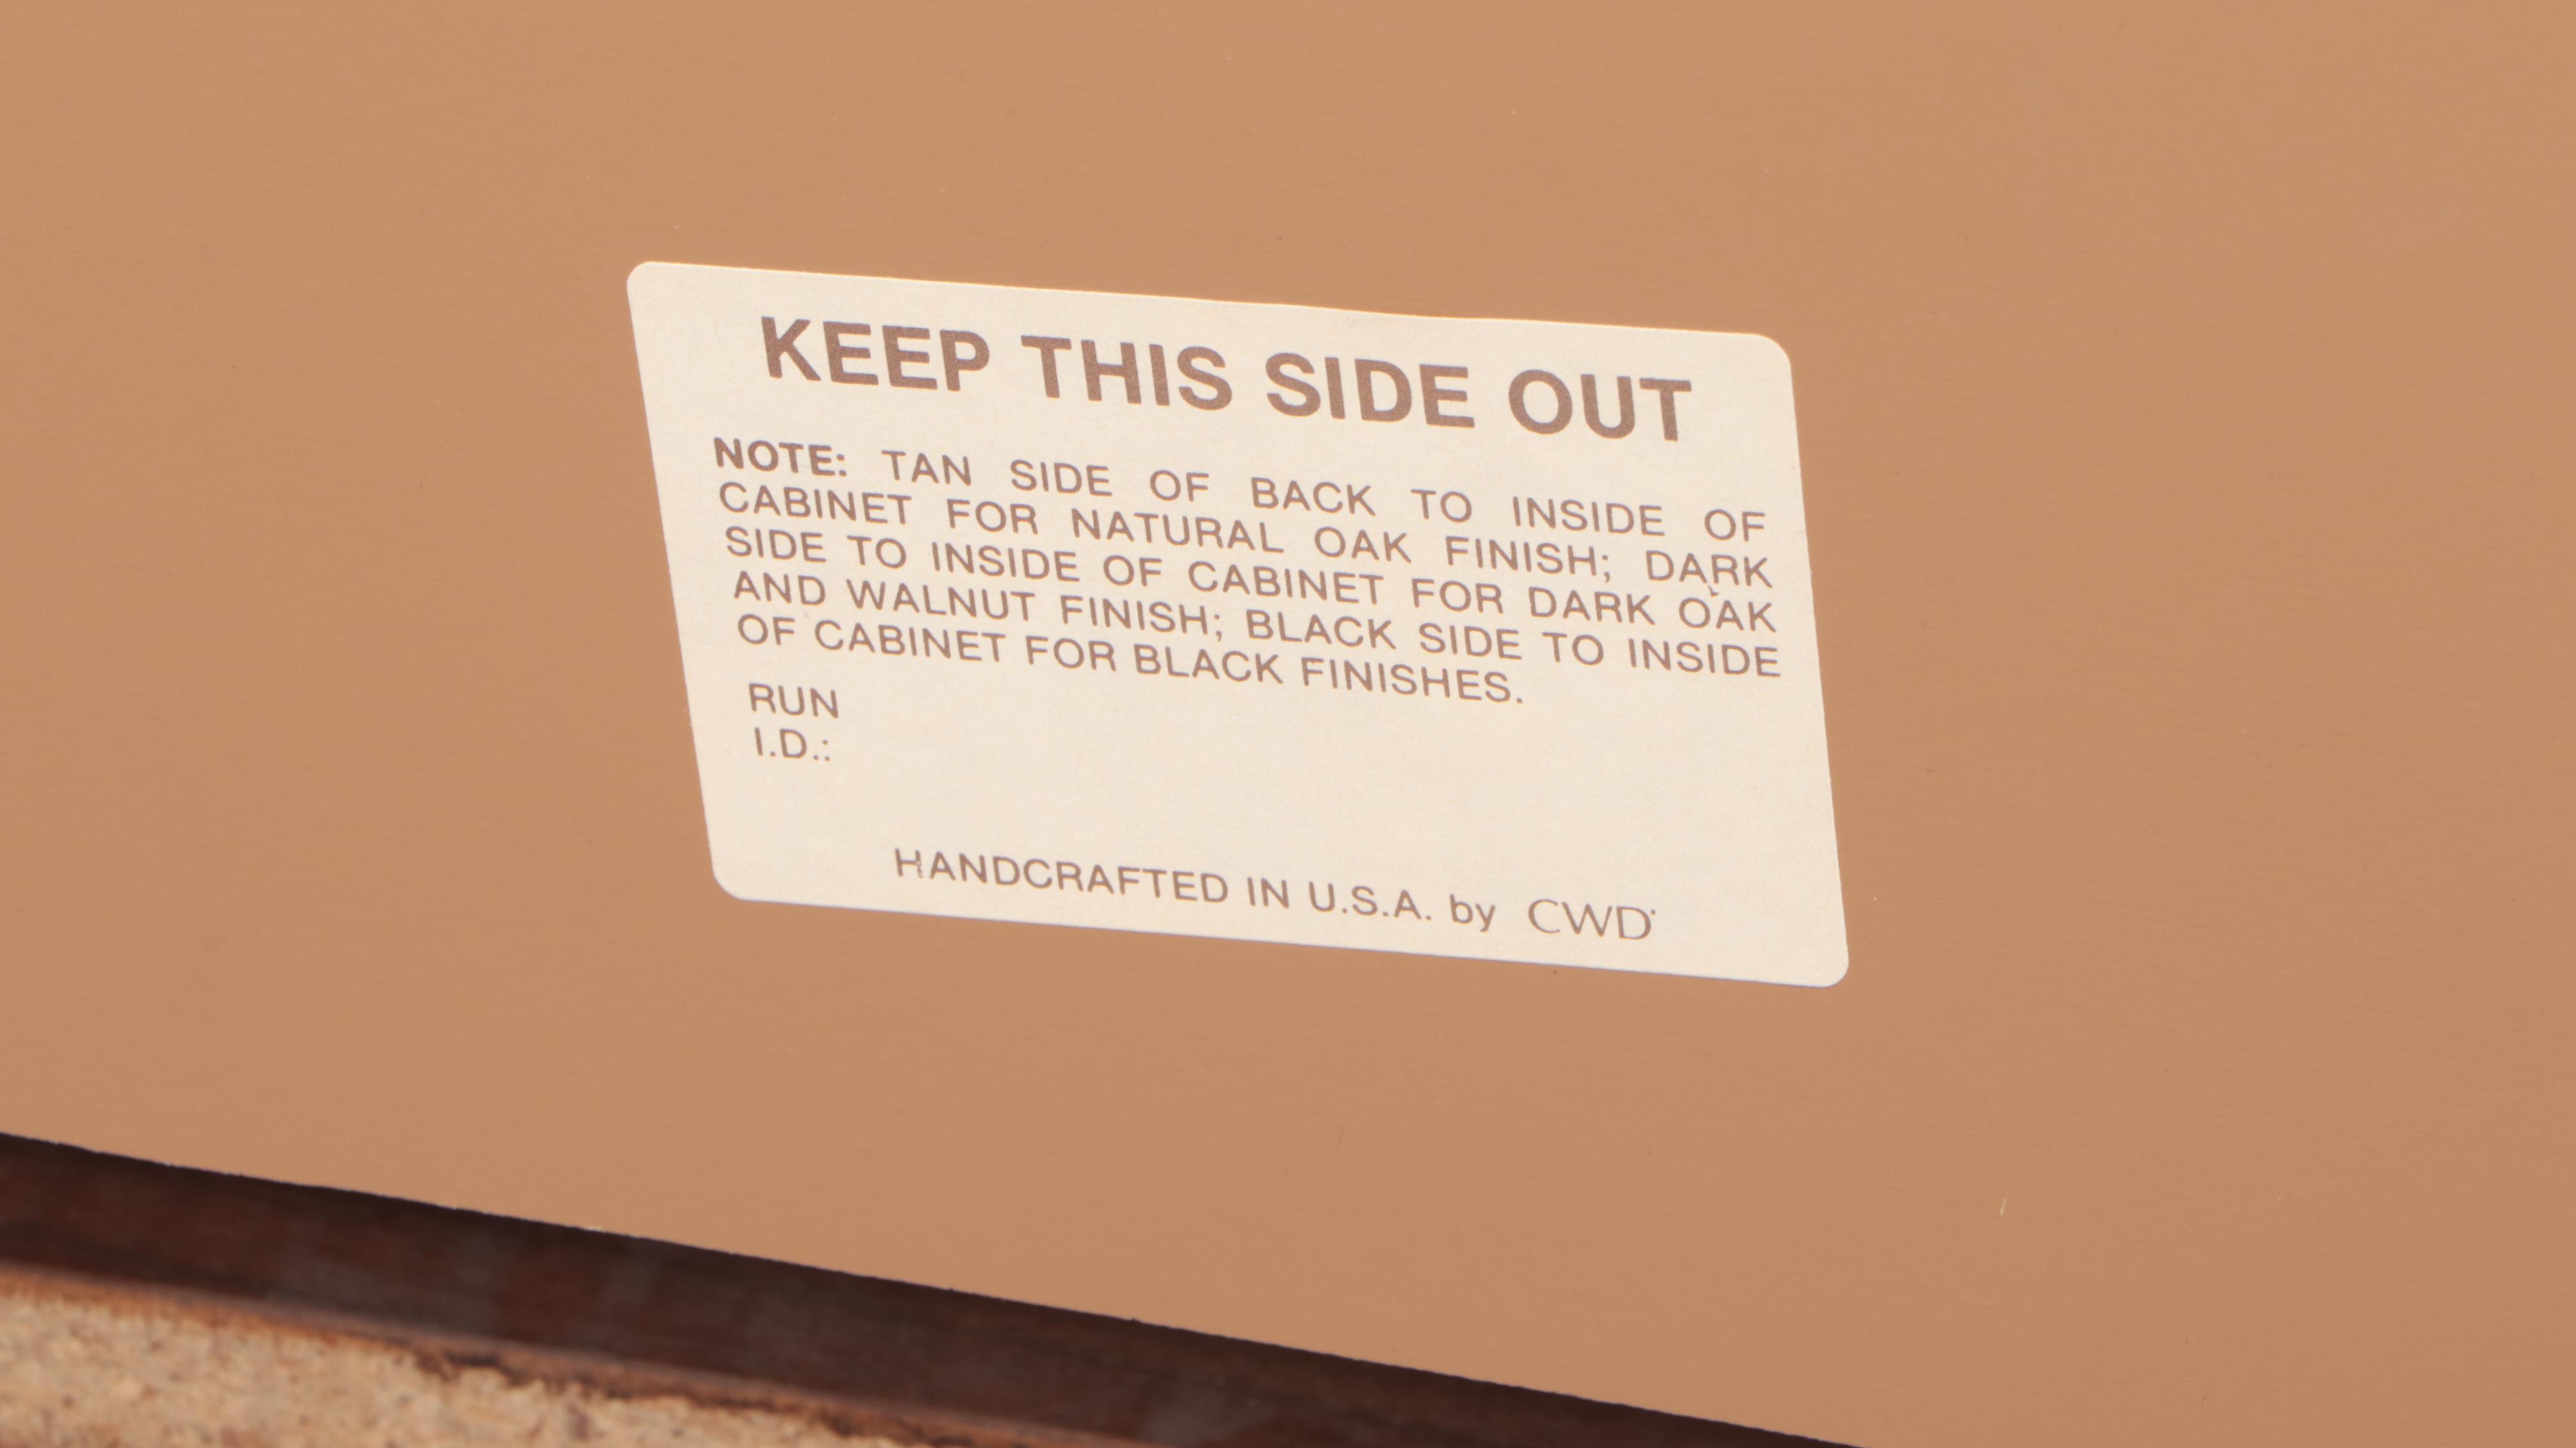 KEEP THIS SIDE OUT
NOTE: TAN SIDE OF BACK TO INSIDE OF
CABINET FOR NATURAL OAK FINISH; DARK
SIDE TO INSIDE OF CABINET FOR DARK OAK
AND WALNUT FINISH; BLACK SIDE TO INSIDE
OF CABINET FOR BLACK FINISHES.
RUN
I.D.:
HANDCRAFTED IN U.S.A. by CWD